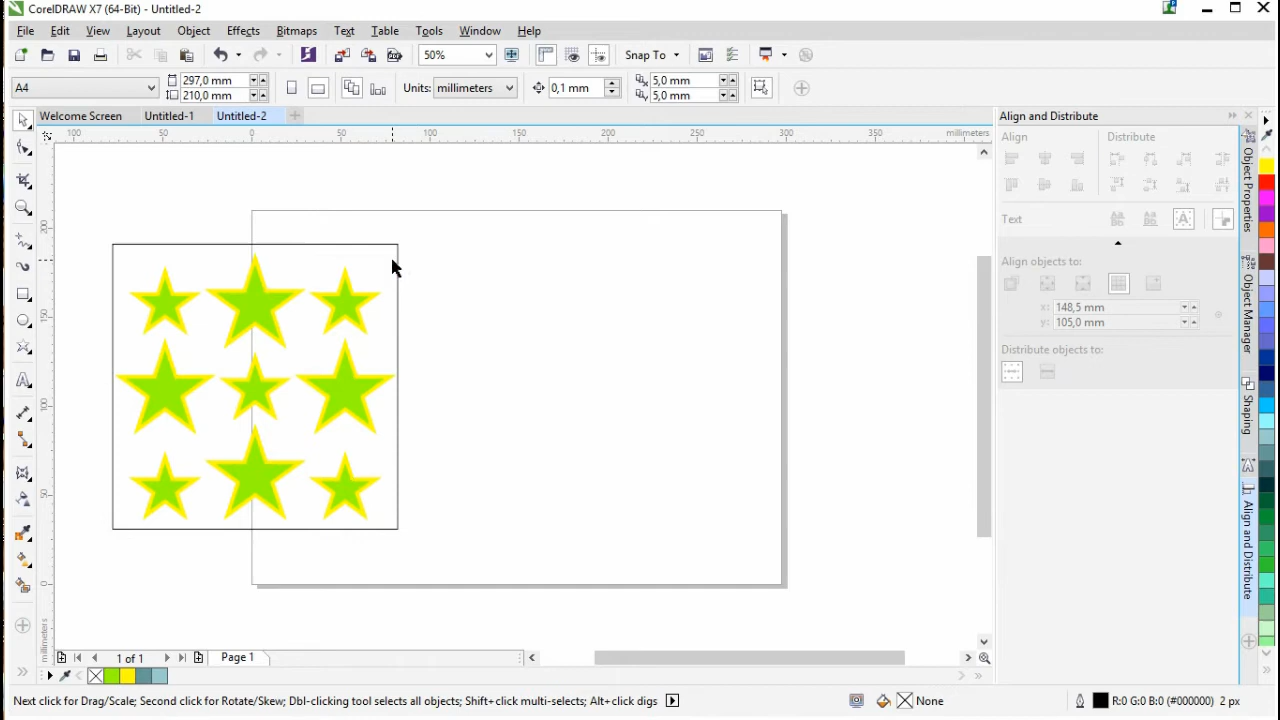 CorelDRAW X7 (64-Bit) - Untitled-2
File Edit View Layout Object Effects Bitmaps Text Table Tools Window Help
50% Snap To
A4 297,0 mm 210,0 mm Units: millimeters 0,1 mm 5,0 mm 5,0 mm
Welcome Screen Untitled-1 Untitled-2
100 50 0 50 100 150 200 250 300 350 millimeters
200
150
100
50
0
millimeters
Align and Distribute
Align Distribute
Text
Align objects to:
x: 148,5 mm
y: 105,0 mm
Distribute objects to:
Object Properties
Object Manager
Shaping
Align and Distribute
1 of 1 Page 1
Next click for Drag/Scale; Second click for Rotate/Skew; Dbl-clicking tool selects all objects; Shift+click multi-selects; Alt+click digs
None R:0 G:0 B:0 (#000000) 2 px